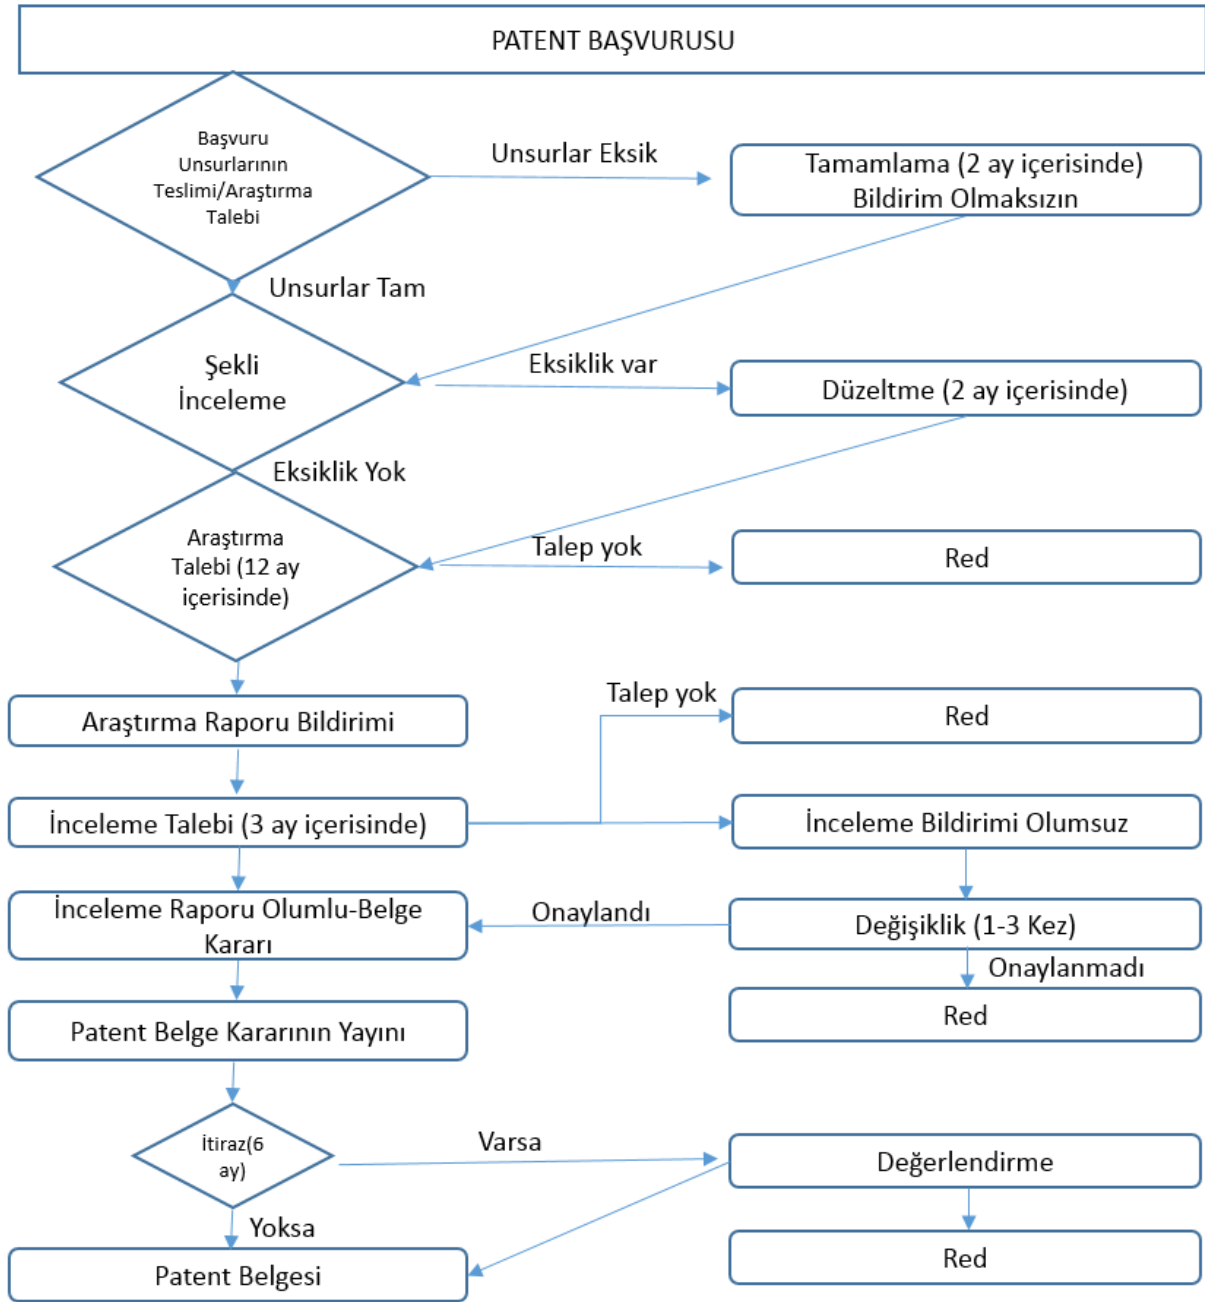 PATENT BAŞVURUSU
Başvuru
Unsurlarının
Teslimi/Araştırma
Talebi
Unsurlar Eksik
Tamamlama (2 ay içerisinde)
Bildirim Olmaksızın
Unsurlar Tam
Şekli
İnceleme
Eksiklik var
Düzeltme (2 ay içerisinde)
Eksiklik Yok
Araştırma
Talebi (12 ay
içerisinde)
Talep yok
Red
Araştırma Raporu Bildirimi
Talep yok
Red
İnceleme Talebi (3 ay içerisinde)
İnceleme Bildirimi Olumsuz
İnceleme Raporu Olumlu-Belge
Kararı
Onaylandı
Değişiklik (1-3 Kez)
Onaylanmadı
Red
Patent Belge Kararının Yayını
İtiraz(6
ay)
Varsa
Değerlendirme
Yoksa
Patent Belgesi
Red